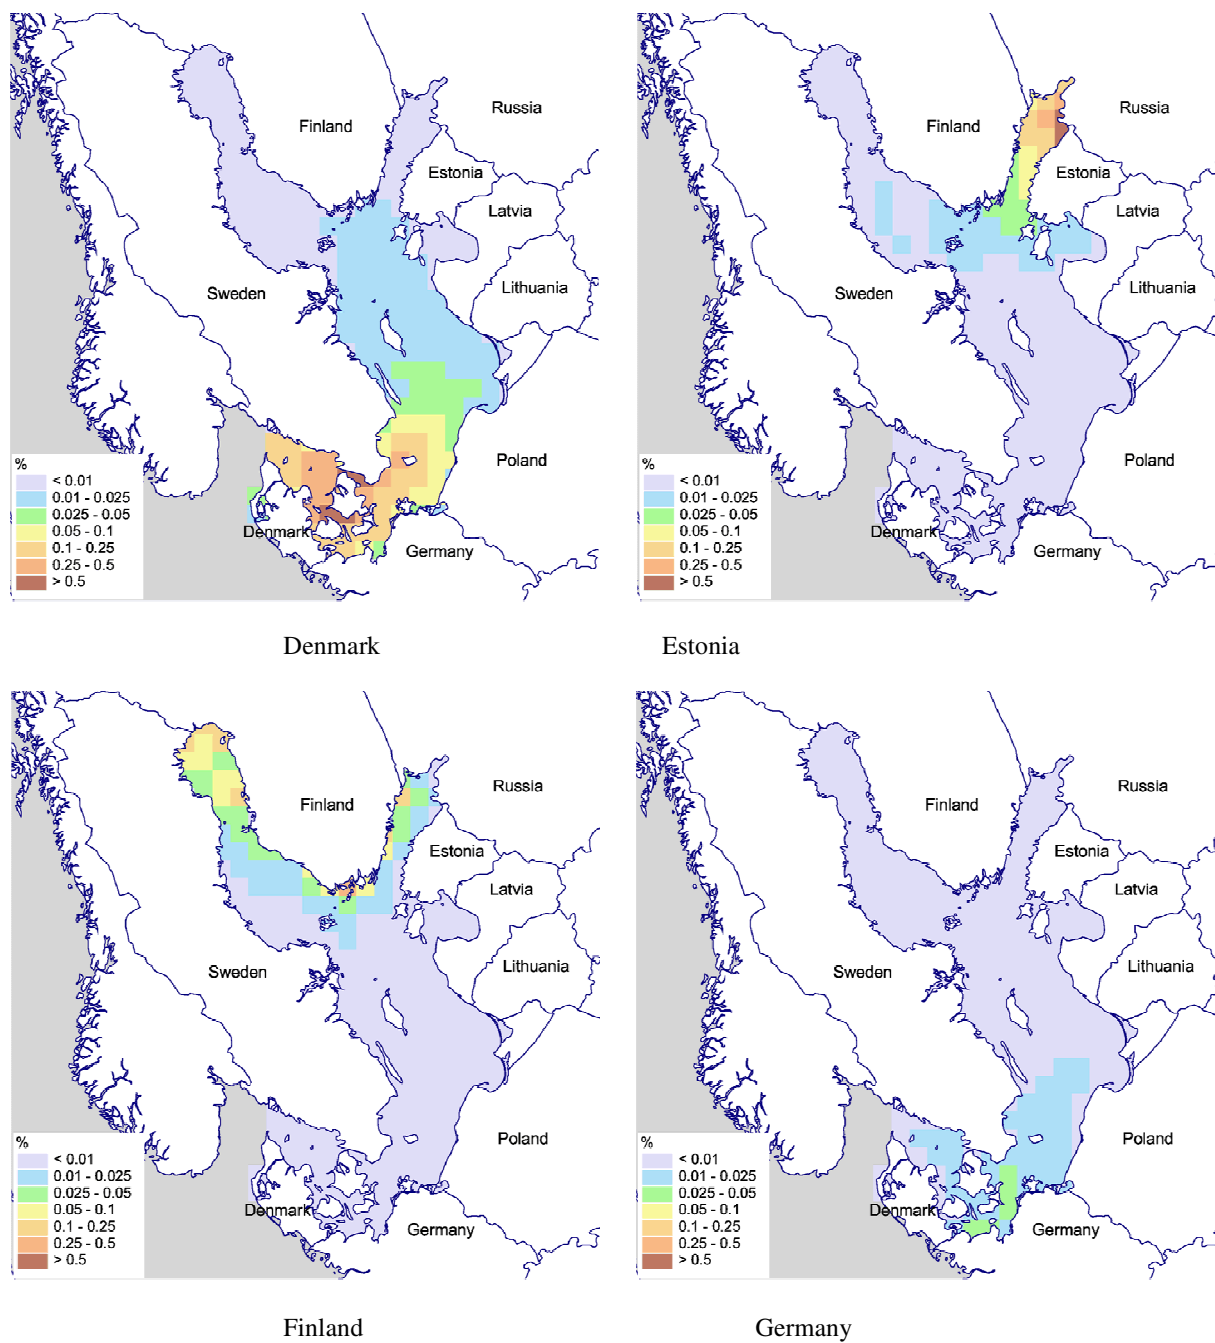 Finland
Russia
Estonia
Latvia
Lithuania
Sweden
Poland
Denmark
Germany
%
< 0.01
0.01 - 0.025
0.025 - 0.05
0.05 - 0.1
0.1 - 0.25
0.25 - 0.5
> 0.5
Finland
Russia
Estonia
Latvia
Lithuania
Sweden
Poland
Denmark
Germany
%
< 0.01
0.01 - 0.025
0.025 - 0.05
0.05 - 0.1
0.1 - 0.25
0.25 - 0.5
> 0.5
Denmark
Estonia
Finland
Russia
Estonia
Latvia
Lithuania
Sweden
Poland
Denmark
Germany
%
< 0.01
0.01 - 0.025
0.025 - 0.05
0.05 - 0.1
0.1 - 0.25
0.25 - 0.5
> 0.5
Finland
Russia
Estonia
Latvia
Lithuania
Sweden
Poland
Denmark
Germany
%
< 0.01
0.01 - 0.025
0.025 - 0.05
0.05 - 0.1
0.1 - 0.25
0.25 - 0.5
> 0.5
Finland
Germany